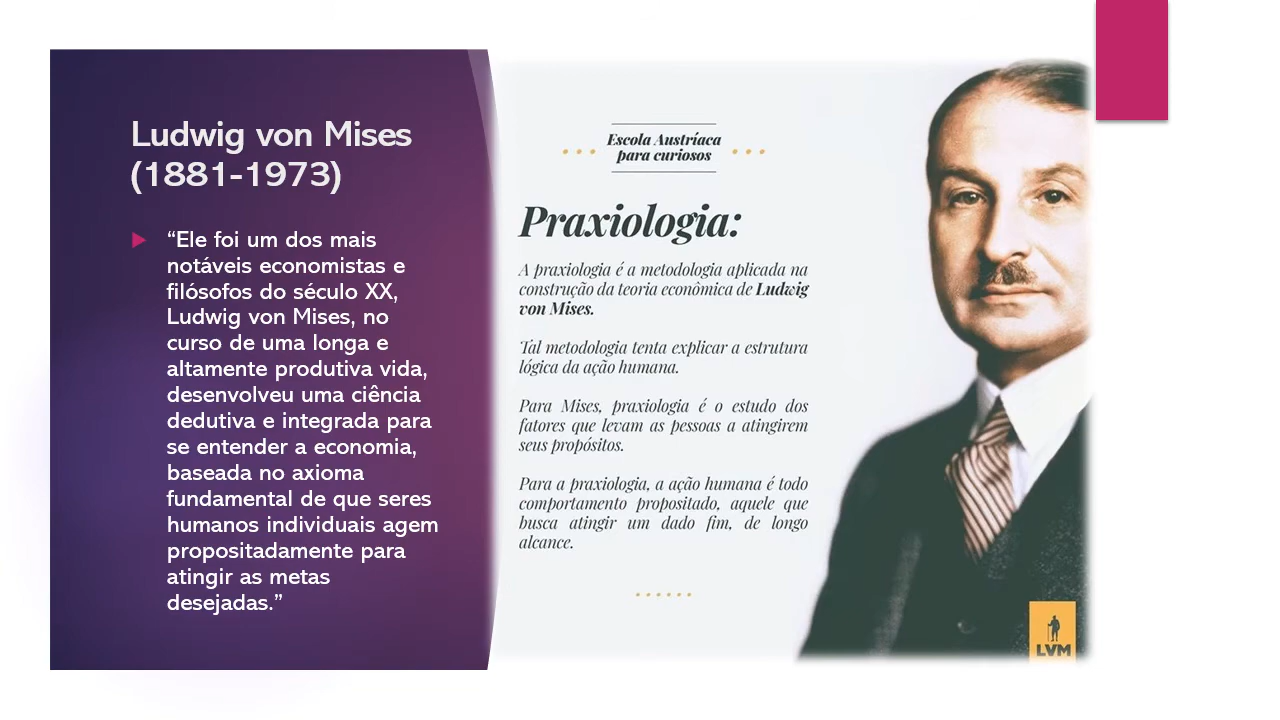 Ludwig von Mises
(1881-1973)
“Ele foi um dos mais
notáveis economistas e
filósofos do século XX,
Ludwig von Mises, no
curso de uma longa e
altamente produtiva vida,
desenvolveu uma ciência
dedutiva e integrada para
se entender a economia,
baseada no axioma
fundamental de que seres
humanos individuais agem
propositadamente para
atingir as metas
desejadas.”
Escola Austríaca
para curiosos
Praxiologia:
A praxiologia é a metodologia aplicada na
construção da teoria econômica de Ludwig
von Mises.
Tal metodologia tenta explicar a estrutura
lógica da ação humana.
Para Mises, praxiologia é o estudo dos
fatores que levam as pessoas a atingirem
seus propósitos.
Para a praxiologia, a ação humana é todo
comportamento propositado, aquele que
busca atingir um dado fim, de longo
alcance.
LVM